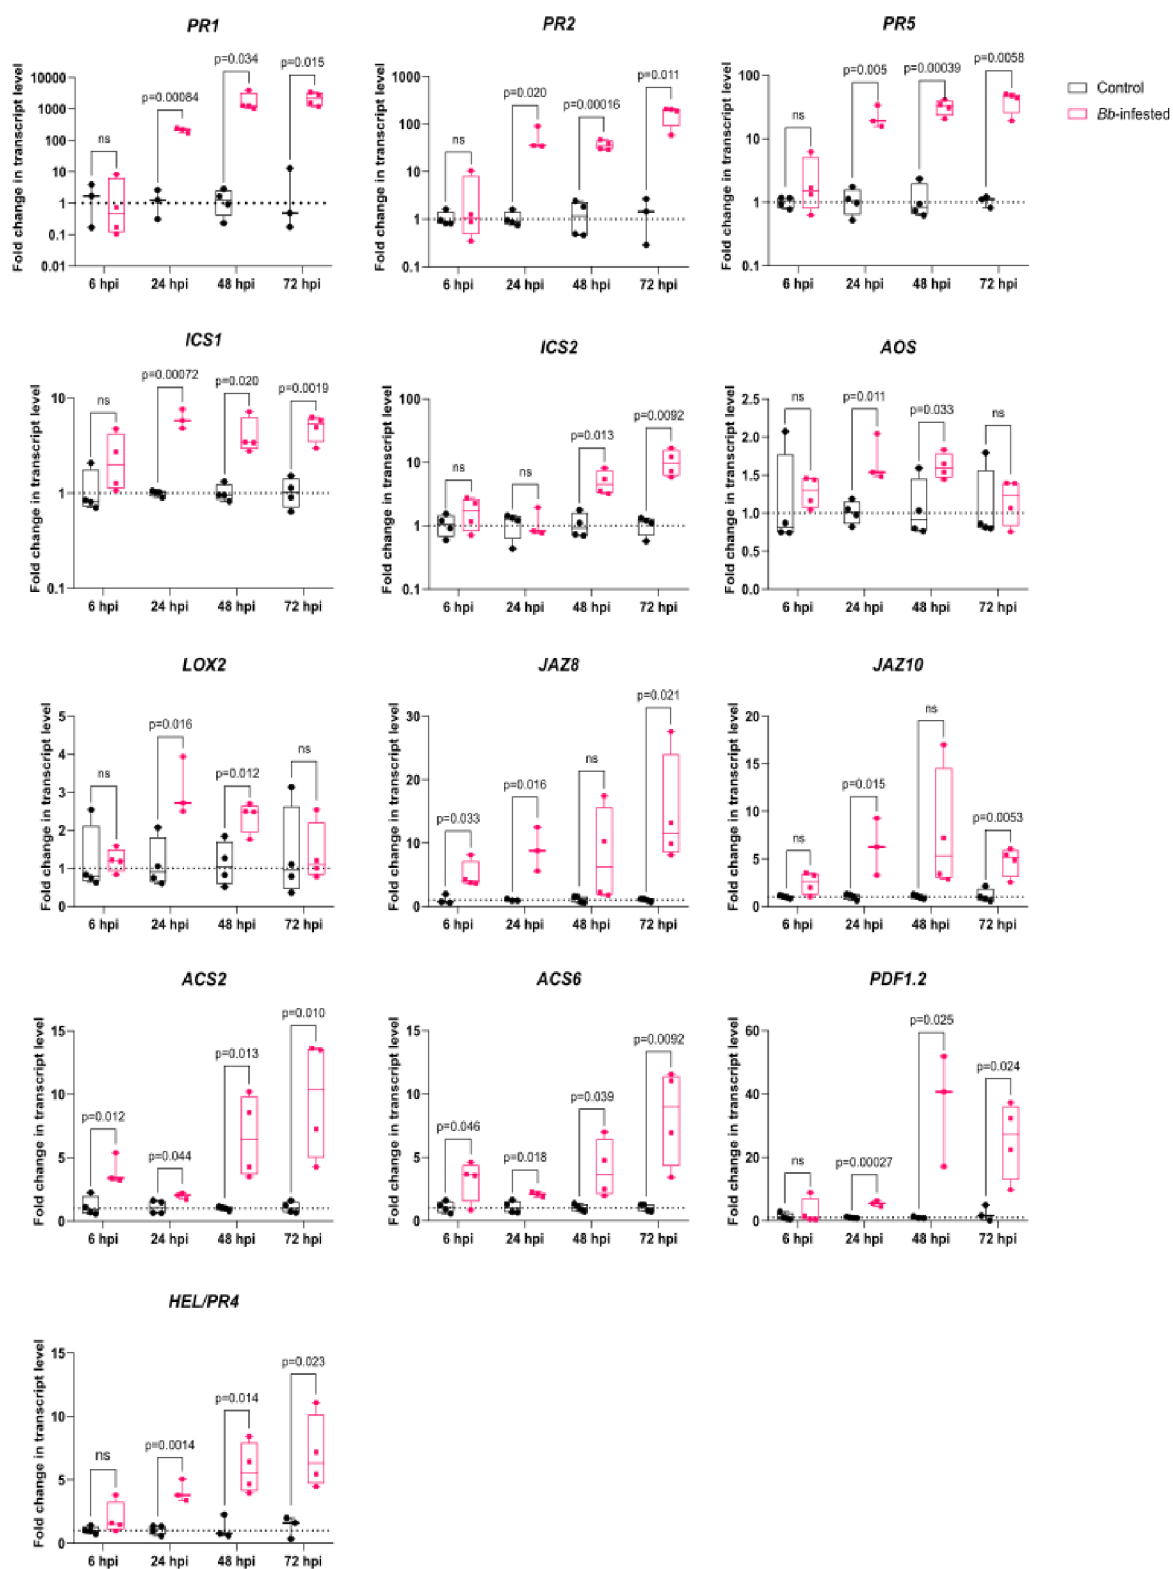 PR1
PR2
PR5
Control
Bb-infested
Fold change in transcript level
10000
1000
100
10
1
0.1
0.01
ns
p=0.00084
p=0.034
p=0.015
6 hpi
24 hpi
48 hpi
72 hpi
Fold change in transcript level
1000
100
10
1
0.1
ns
p=0.020
p=0.00016
p=0.011
6 hpi
24 hpi
48 hpi
72 hpi
Fold change in transcript level
100
10
1
0.1
ns
p=0.005
p=0.00039
p=0.0058
6 hpi
24 hpi
48 hpi
72 hpi
ICS1
ICS2
AOS
Fold change in transcript level
10
1
0.1
ns
p=0.00072
p=0.020
p=0.0019
6 hpi
24 hpi
48 hpi
72 hpi
Fold change in transcript level
100
10
1
0.1
ns
ns
p=0.013
p=0.0092
6 hpi
24 hpi
48 hpi
72 hpi
Fold change in transcript level
2.5
2.0
1.5
1.0
0.5
0.0
ns
p=0.011
p=0.033
ns
6 hpi
24 hpi
48 hpi
72 hpi
LOX2
JAZ8
JAZ10
Fold change in transcript level
5
4
3
2
1
0
ns
p=0.016
p=0.012
ns
6 hpi
24 hpi
48 hpi
72 hpi
Fold change in transcript level
30
20
10
0
p=0.033
p=0.016
ns
p=0.021
6 hpi
24 hpi
48 hpi
72 hpi
Fold change in transcript level
20
15
10
5
0
ns
p=0.015
ns
p=0.0053
6 hpi
24 hpi
48 hpi
72 hpi
ACS2
ACS6
PDF1.2
Fold change in transcript level
15
10
5
0
p=0.012
p=0.044
p=0.013
p=0.010
6 hpi
24 hpi
48 hpi
72 hpi
Fold change in transcript level
15
10
5
0
p=0.046
p=0.018
p=0.039
p=0.0092
6 hpi
24 hpi
48 hpi
72 hpi
Fold change in transcript level
60
40
20
0
ns
p=0.00027
p=0.025
p=0.024
6 hpi
24 hpi
48 hpi
72 hpi
HEL/PR4
Fold change in transcript level
15
10
5
0
ns
p=0.0014
p=0.014
p=0.023
6 hpi
24 hpi
48 hpi
72 hpi